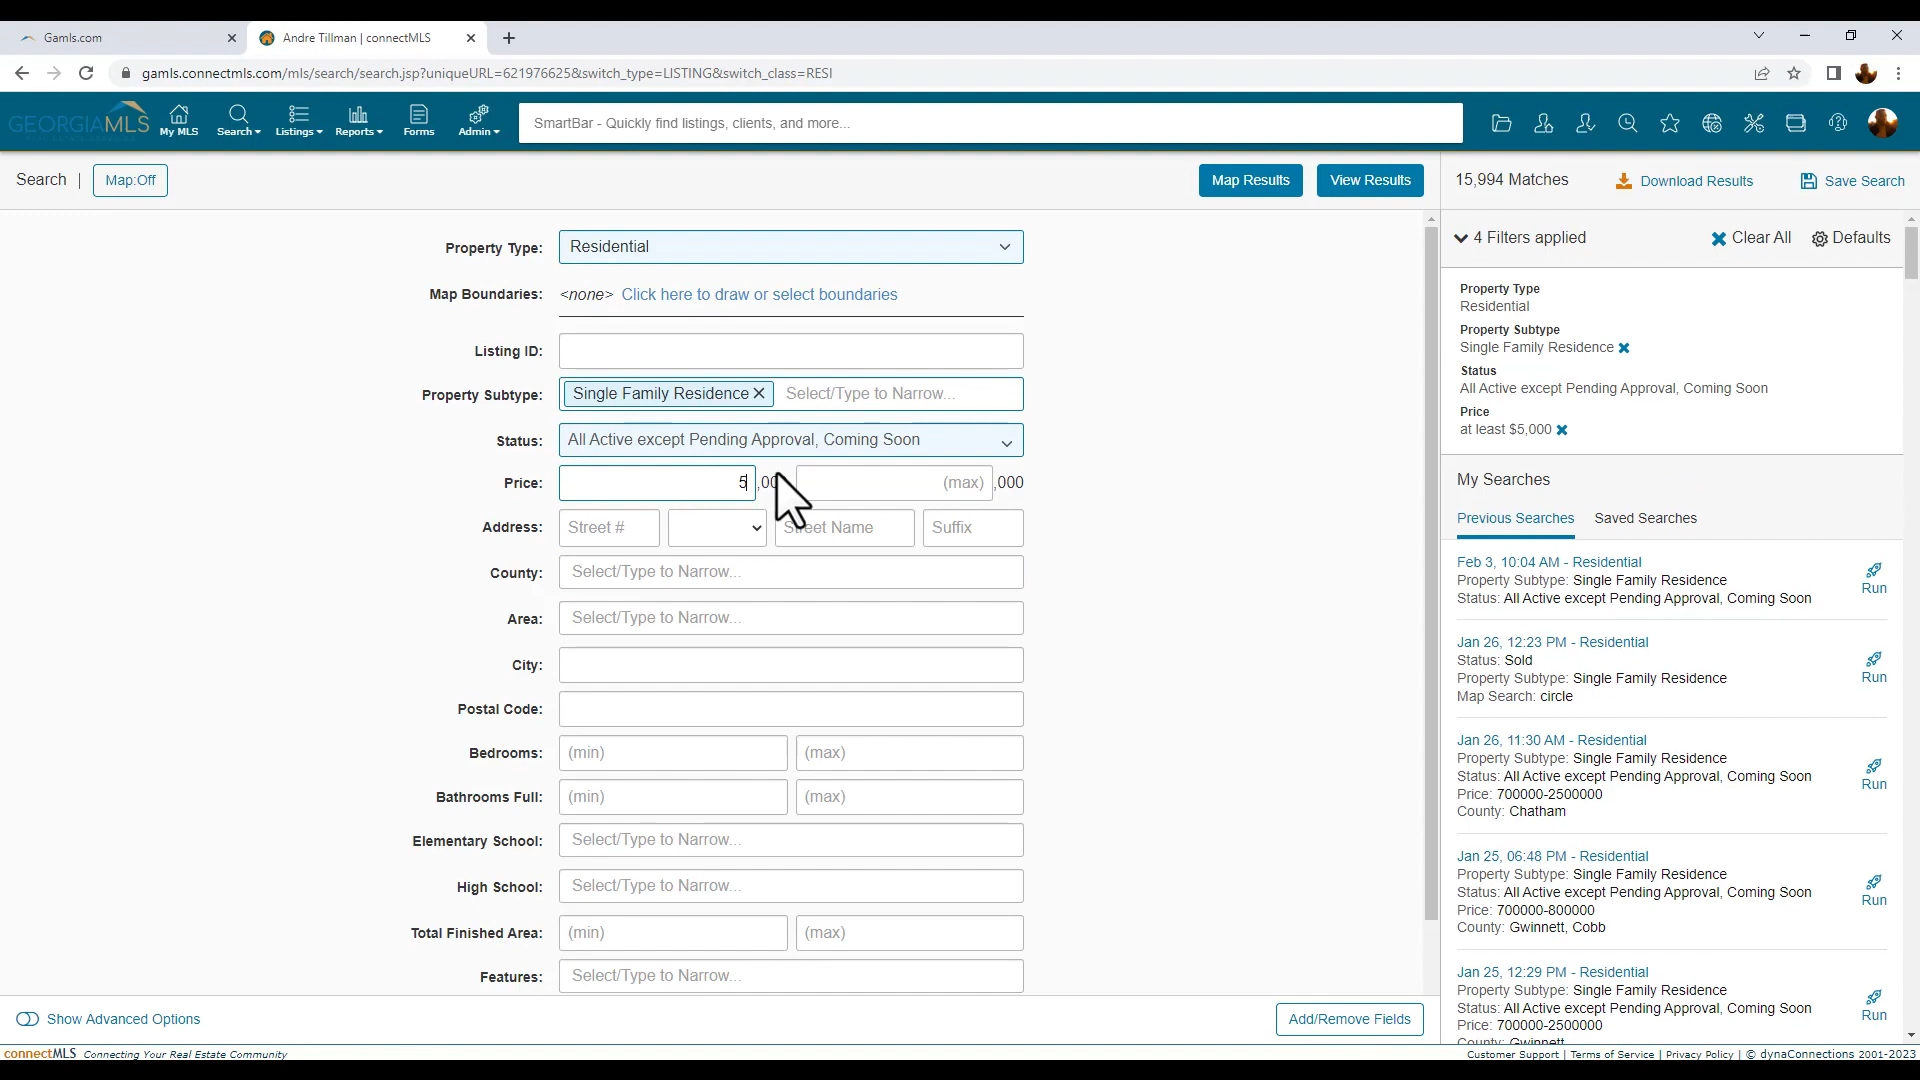 Gamls.com
Andre Tillman | connectMLS
gamls.connectmls.com/mls/search/search.jsp?uniqueURL=621976625&switch_type=LISTING&switch_class=RESI
GEORGIAMLS
My MLS
Search
Listings
Reports
Forms
Admin
SmartBar - Quickly find listings, clients, and more...
Search |
Map:Off
Map Results
View Results
15,994 Matches
Download Results
Save Search
Property Type:
Residential
Map Boundaries:
<none> Click here to draw or select boundaries
Listing ID:
Property Subtype:
Single Family Residence
Select/Type to Narrow...
Status:
All Active except Pending Approval, Coming Soon
Price:
5
(max) ,000
Address:
Street #
Street Name
Suffix
County:
Select/Type to Narrow...
Area:
Select/Type to Narrow...
City:
Postal Code:
Bedrooms:
(min)
(max)
Bathrooms Full:
(min)
(max)
Elementary School:
Select/Type to Narrow...
High School:
Select/Type to Narrow...
Total Finished Area:
(min)
(max)
Features:
Select/Type to Narrow...
Show Advanced Options
Add/Remove Fields
4 Filters applied
Clear All
Defaults
Property Type
Residential
Property Subtype
Single Family Residence
Status
All Active except Pending Approval, Coming Soon
Price
at least $5,000
My Searches
Previous Searches
Saved Searches
Feb 3, 10:04 AM - Residential
Property Subtype: Single Family Residence
Status: All Active except Pending Approval, Coming Soon
Run
Jan 26, 12:23 PM - Residential
Status: Sold
Property Subtype: Single Family Residence
Map Search: circle
Run
Jan 26, 11:30 AM - Residential
Property Subtype: Single Family Residence
Status: All Active except Pending Approval, Coming Soon
Price: 700000-2500000
County: Chatham
Run
Jan 25, 06:48 PM - Residential
Property Subtype: Single Family Residence
Status: All Active except Pending Approval, Coming Soon
Price: 700000-800000
County: Gwinnett, Cobb
Run
Jan 25, 12:29 PM - Residential
Property Subtype: Single Family Residence
Status: All Active except Pending Approval, Coming Soon
Price: 700000-2500000
County: Gwinnett
Run
connectMLS Connecting Your Real Estate Community
Customer Support | Terms of Service | Privacy Policy | © dynaConnections 2001-2023